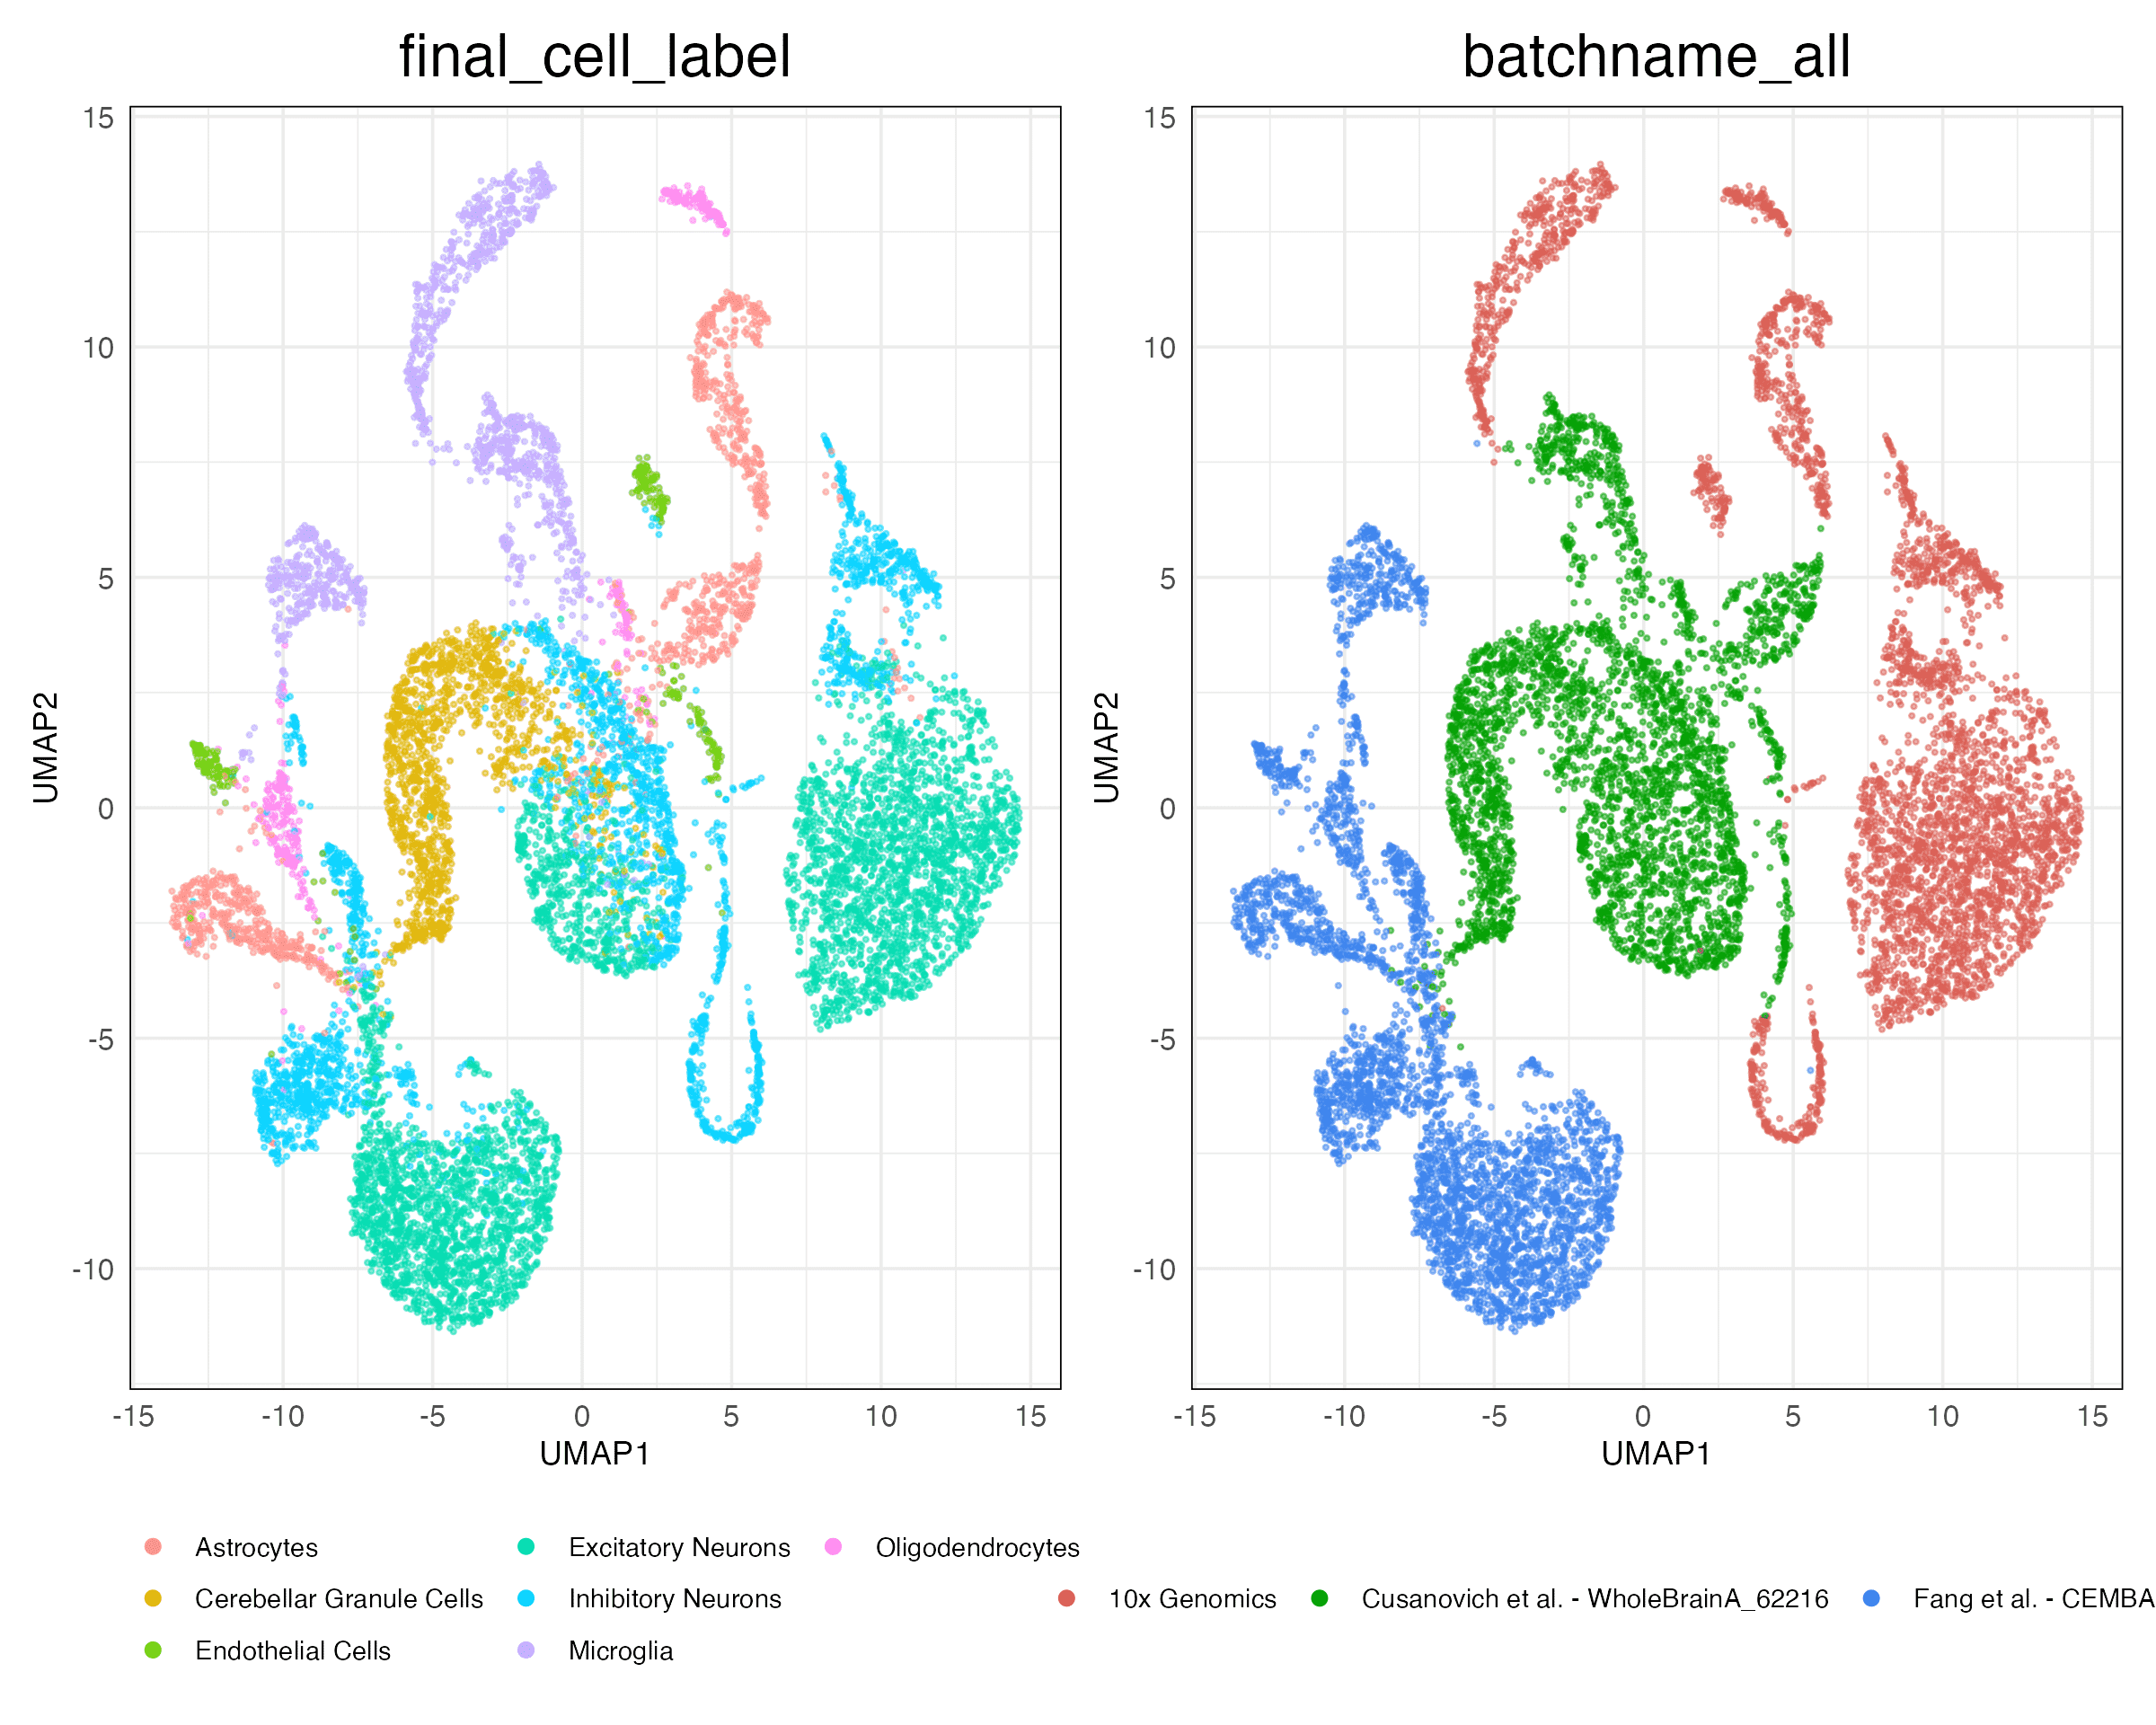 final_cell_label
batchname_all
15
10
5
0
-5
-10
UMAP2
-15 -10 -5 0 5 10 15
UMAP1
15
10
5
0
-5
-10
UMAP2
-15 -10 -5 0 5 10 15
UMAP1
Astrocytes
Cerebellar Granule Cells
Endothelial Cells
Excitatory Neurons
Inhibitory Neurons
Microglia
Oligodendrocytes
10x Genomics
Cusanovich et al. - WholeBrainA_62216
Fang et al. - CEMBA